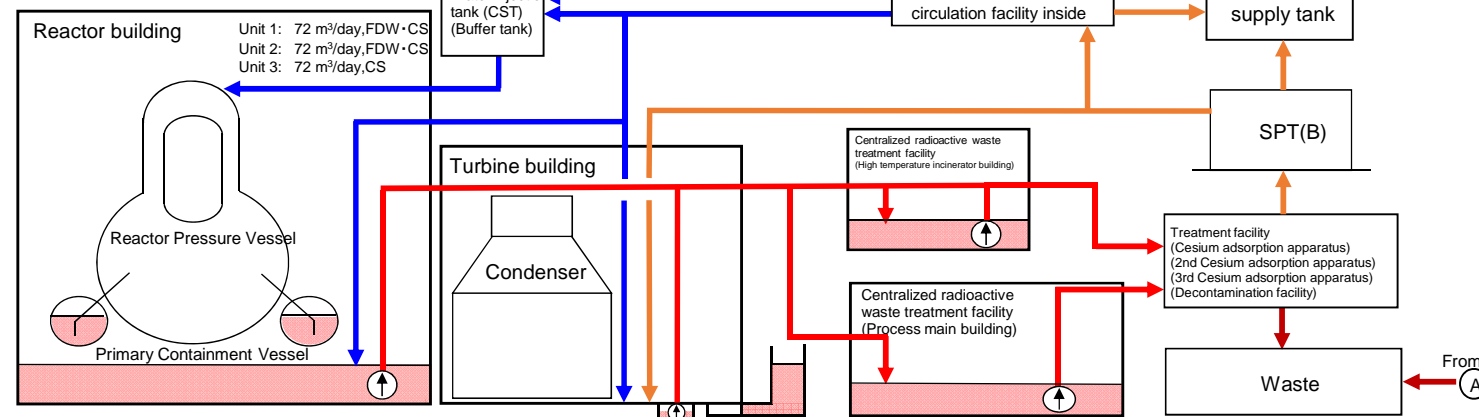 tank (CST)
(Buffer tank)
circulation facility inside
supply tank
Reactor building
Unit 1: 72 m³/day,FDW・CS
Unit 2: 72 m³/day,FDW・CS
Unit 3: 72 m³/day,CS
SPT(B)
Centralized radioactive waste
treatment facility
(High temperature incinerator building)
Turbine building
Reactor Pressure Vessel
Condenser
Treatment facility
(Cesium adsorption apparatus)
(2nd Cesium adsorption apparatus)
(3rd Cesium adsorption apparatus)
(Decontamination facility)
Centralized radioactive
waste treatment facility
(Process main building)
Primary Containment Vessel
Waste
From
A